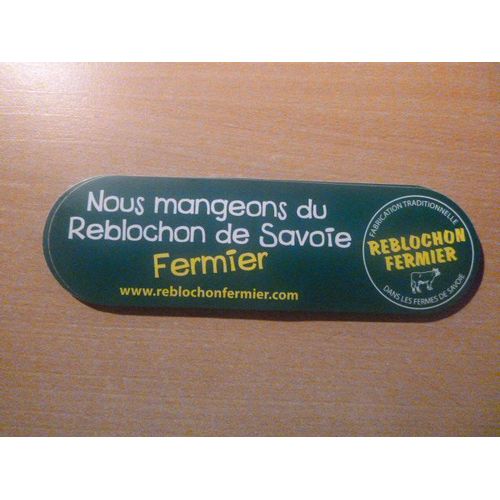 Nous mangeons du
Reblochon de Savoie
Fermier
www.reblochonfermier.com
FABRICATION TRADITIONNELLE
REBLOCHON
FERMIER
DANS LES FERMES DE SAVOIE